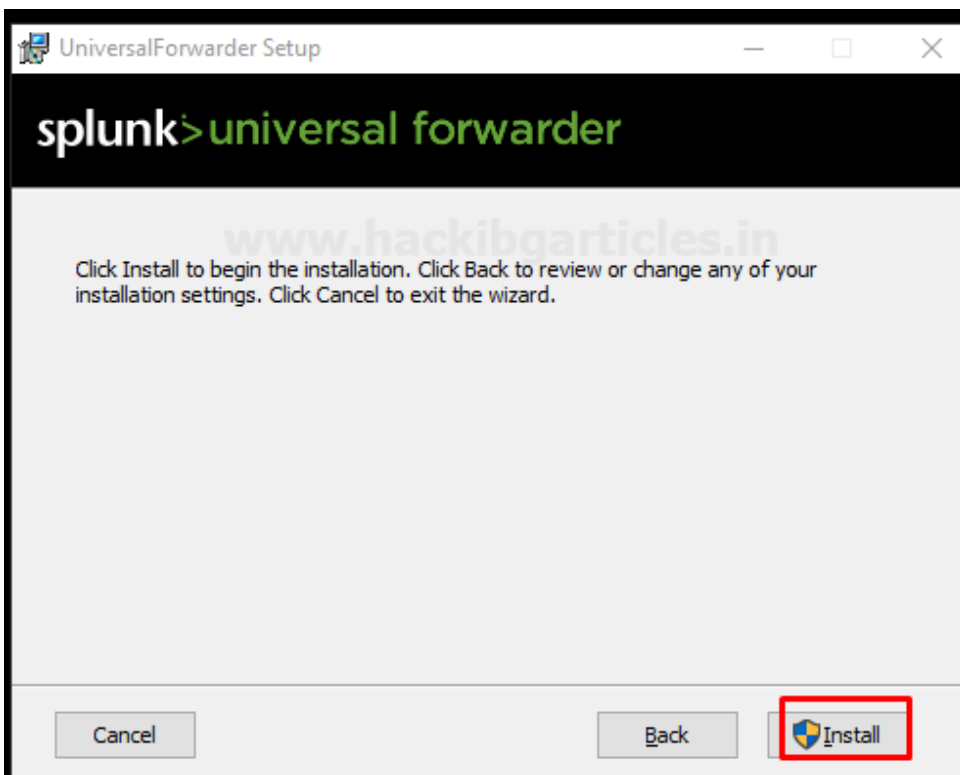 UniversalForwarder Setup
splunk>universal forwarder
www.hackibgarticles.in
Click Install to begin the installation. Click Back to review or change any of your
installation settings. Click Cancel to exit the wizard.
Cancel
Back
Install